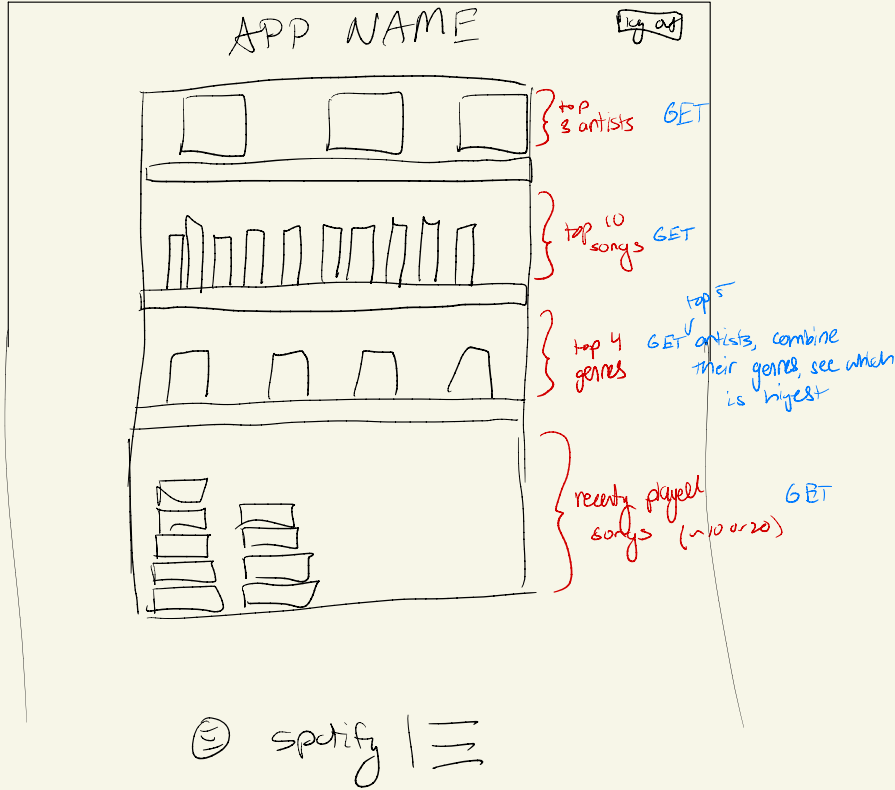 APP NAME
log out
top
3 artists
GET
top 10
songs
GET
top 4
genres
GET artists, combine
top 5
their genres, see which
is higest
recently played
songs (~10 or 20)
GET
spotify